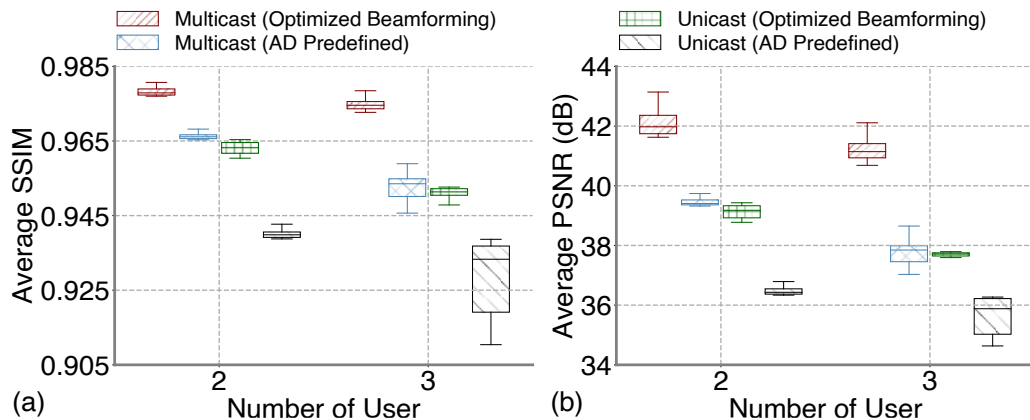 Multicast (Optimized Beamforming)
Multicast (AD Predefined)
Unicast (Optimized Beamforming)
Unicast (AD Predefined)
0.985
0.965
0.945
0.925
0.905
Average SSIM
2
3
Number of User
(a)
44
42
40
38
36
34
Average PSNR (dB)
2
3
Number of User
(b)